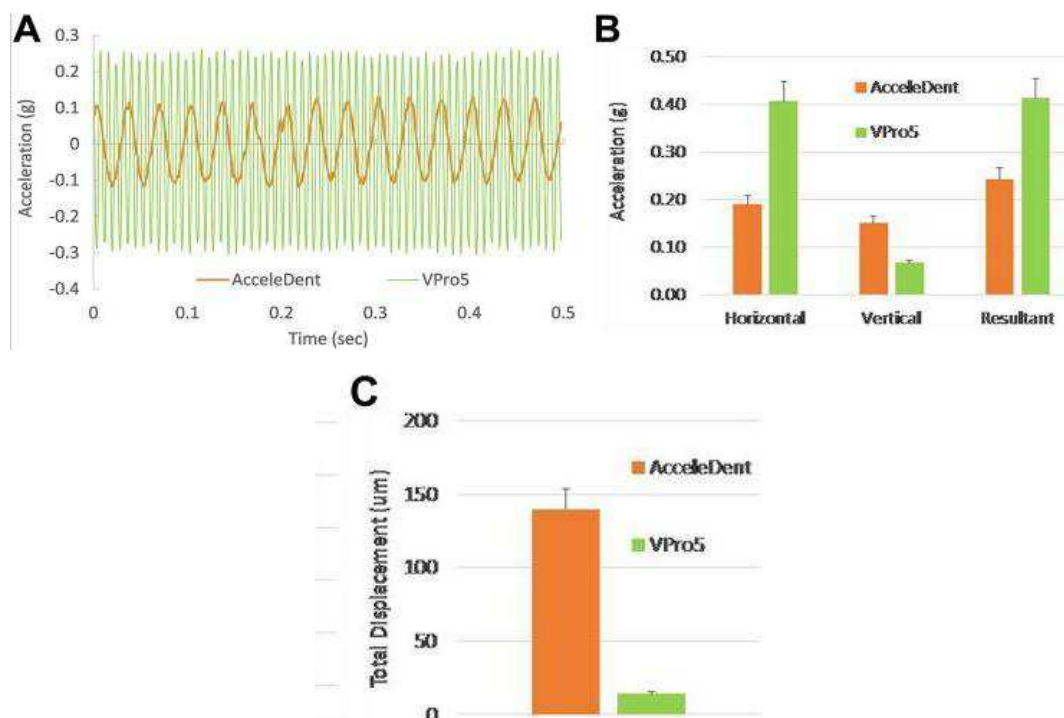 A
0.3
0.2
0.1
0
-0.1
-0.2
-0.3
-0.4
Acceleration (g)
AcceleDent
VPro5
0 0.1 0.2 0.3 0.4 0.5
Time (sec)
B
0.50
0.40
0.30
0.20
0.10
0.00
Acceleration (g)
AcceleDent
VPro5
Horizontal Vertical Resultant
C
200
150
100
50
0
Total Displacement (um)
AcceleDent
VPro5